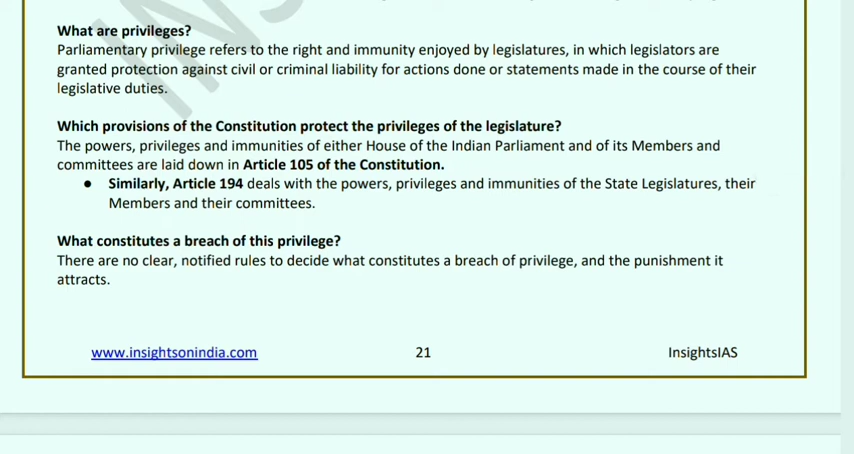 What are privileges?
Parliamentary privilege refers to the right and immunity enjoyed by legislatures, in which legislators are
granted protection against civil or criminal liability for actions done or statements made in the course of their
legislative duties.
Which provisions of the Constitution protect the privileges of the legislature?
The powers, privileges and immunities of either House of the Indian Parliament and of its Members and
committees are laid down in Article 105 of the Constitution.
● Similarly, Article 194 deals with the powers, privileges and immunities of the State Legislatures, their
Members and their committees.
What constitutes a breach of this privilege?
There are no clear, notified rules to decide what constitutes a breach of privilege, and the punishment it
attracts.
www.insightsonindia.com 21 InsightsIAS